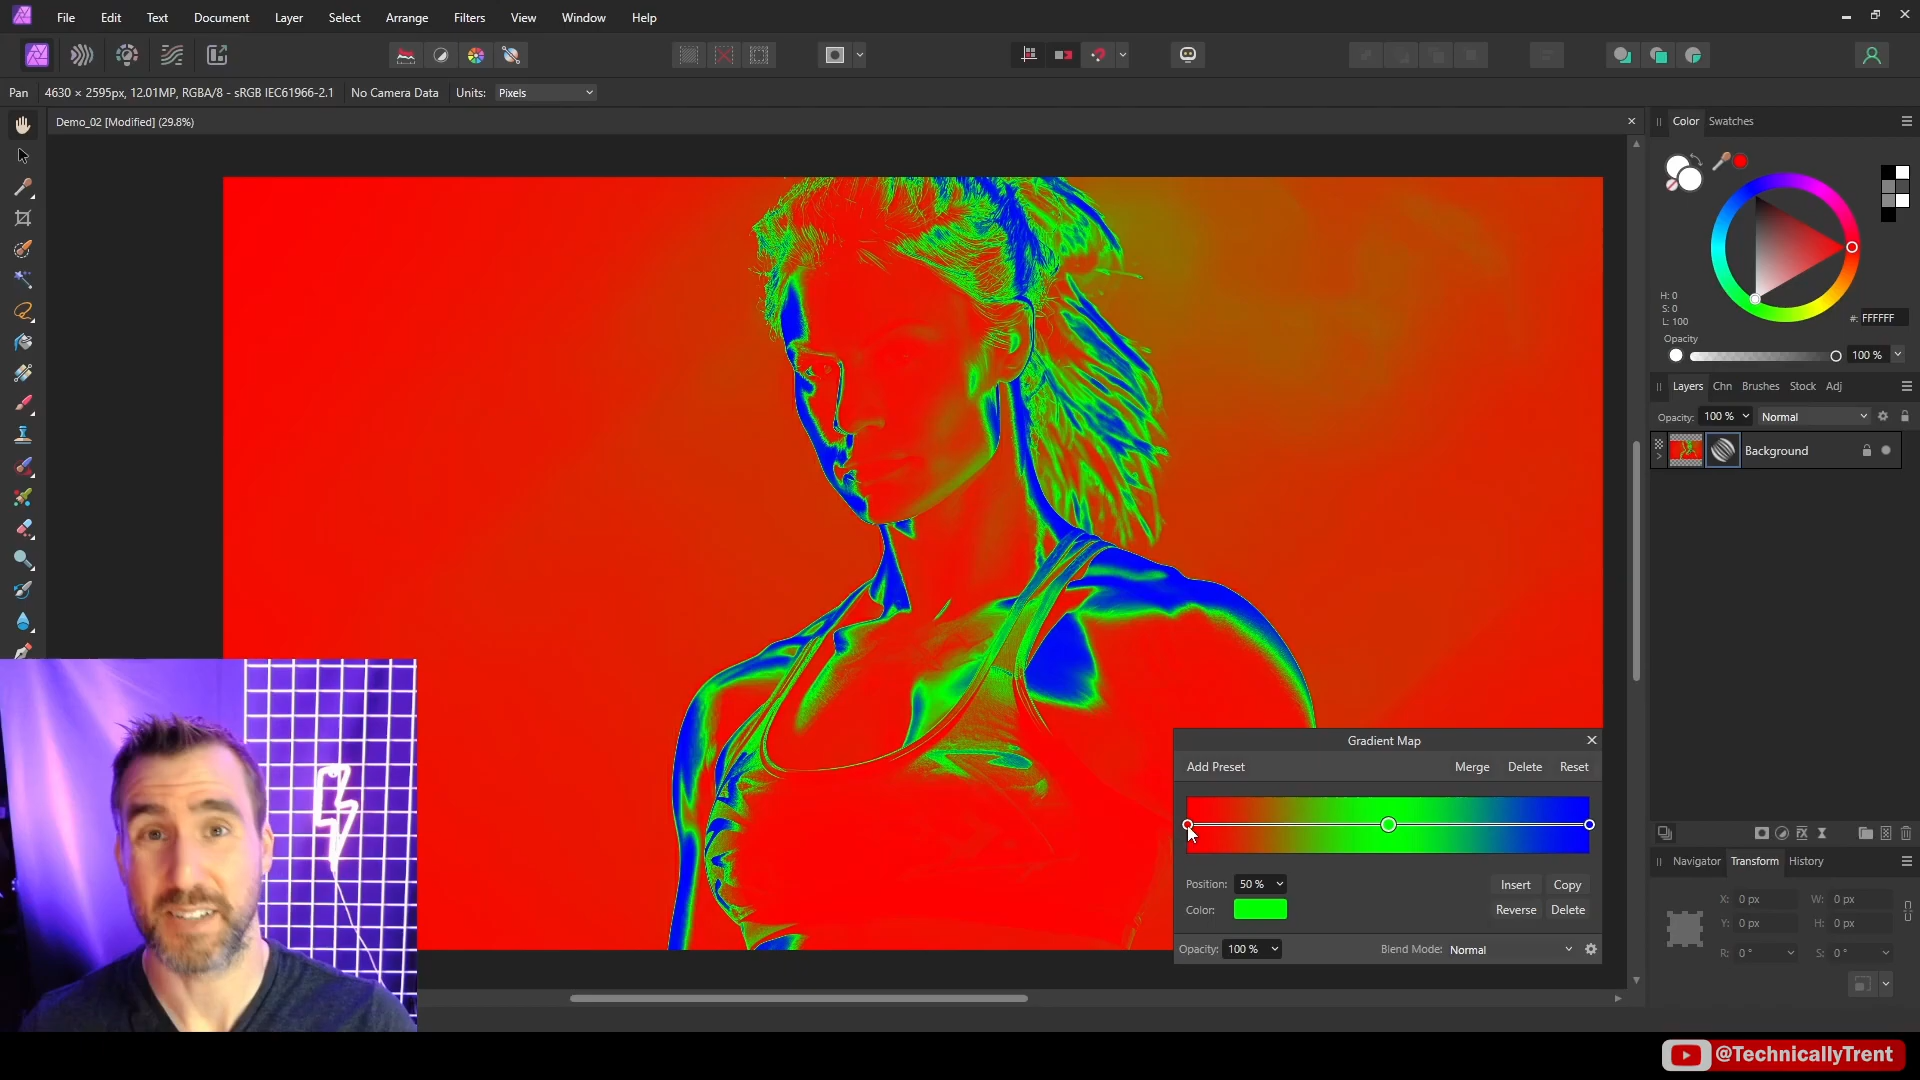 File Edit Text Document Layer Select Arrange Filters View Window Help
Pan 4630 × 2595px, 12.01MP, RGBA/8 - sRGB IEC61966-2.1 No Camera Data Units: Pixels
Demo_02 [Modified] (29.8%)
Color Swatches
H: 0
S: 0
L: 100
#: FFFFFF
Opacity
100 %
Layers Chn Brushes Stock Adj
Opacity: 100 % Normal
Background
Gradient Map
Add Preset Merge Delete Reset
Position: 50 % Insert Copy
Color: Reverse Delete
Opacity: 100 % Blend Mode: Normal
Navigator Transform History
X: 0 px W: 0 px
Y: 0 px H: 0 px
R: 0 ° S: 0 °
@TechnicallyTrent